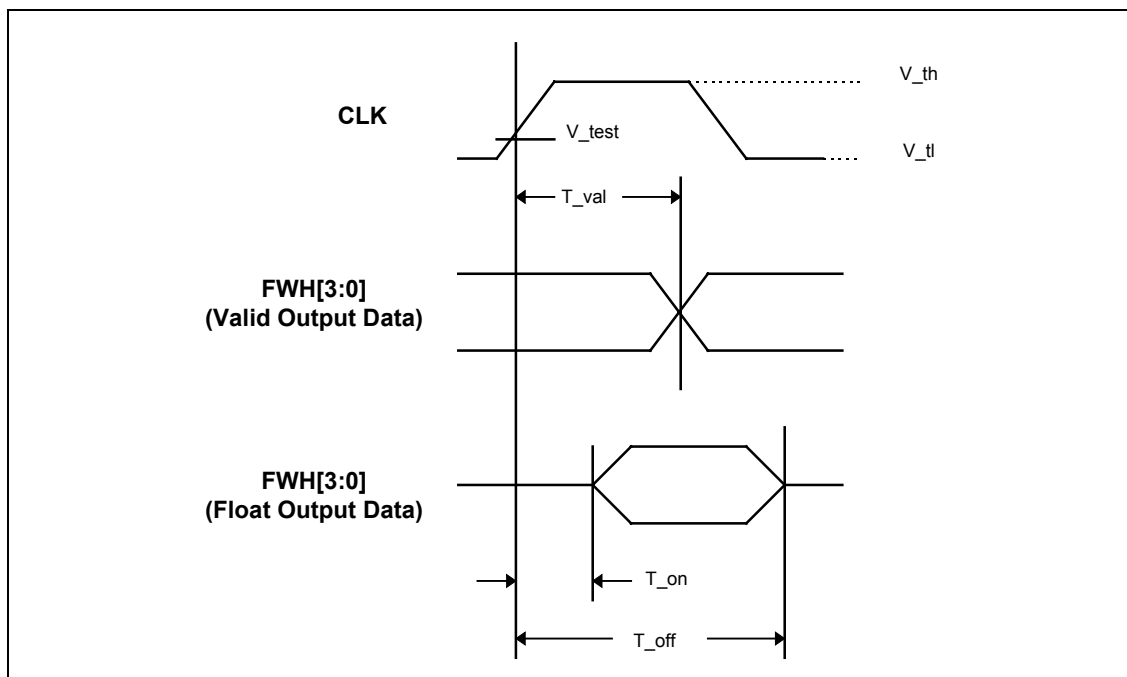 V_th
CLK
V_test
V_tl
T_val
FWH[3:0]
(Valid Output Data)
FWH[3:0]
(Float Output Data)
T_on
T_off